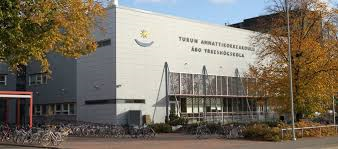 TURUN AMMATTIKORKEAKOULU
ÅBO YRKESHÖGSKOLA